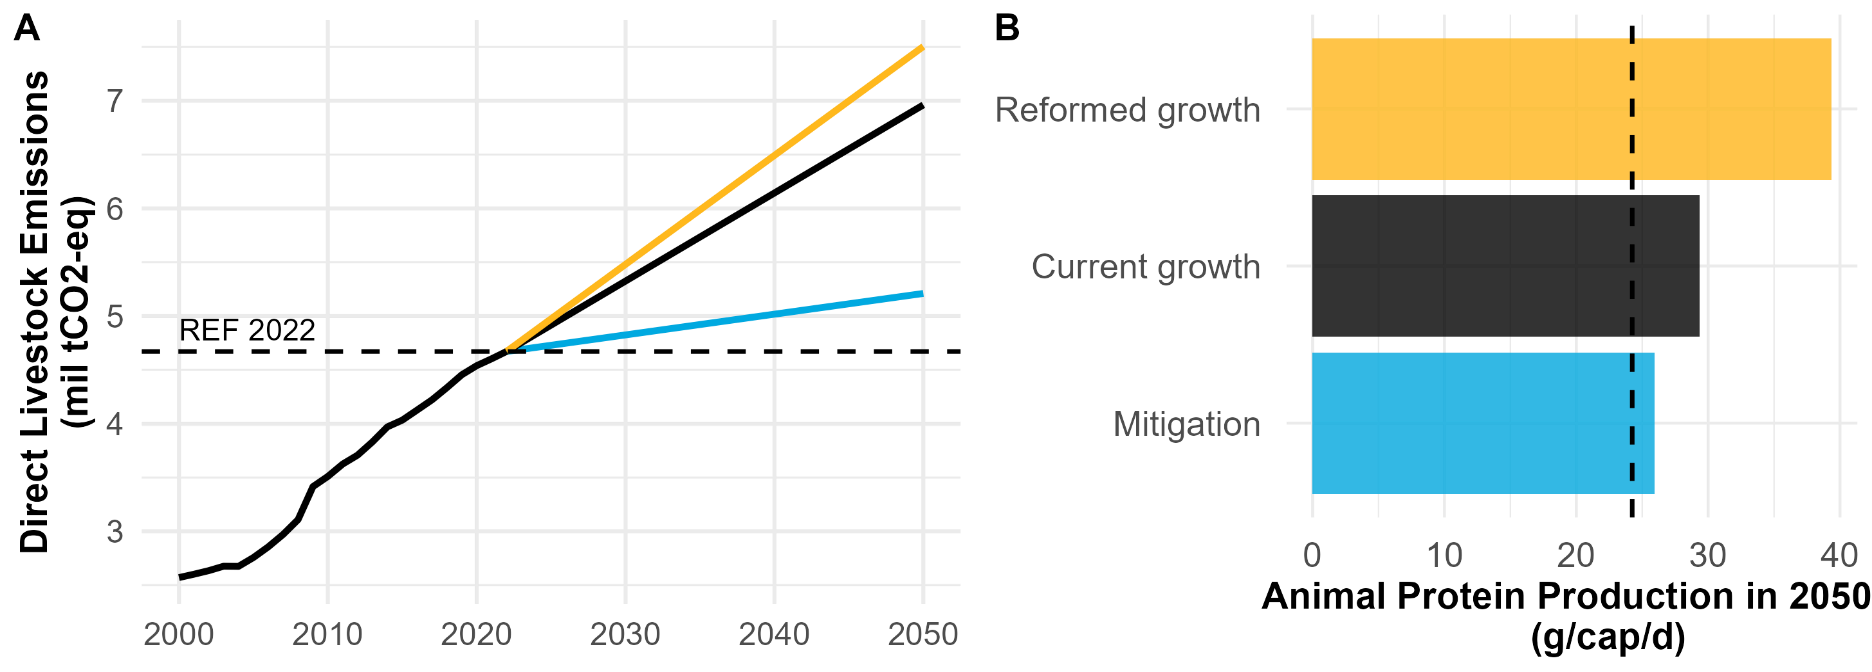 A
Direct Livestock Emissions
(mil tCO2-eq)
7
6
5
4
3
REF 2022
2000 2010 2020 2030 2040 2050
B
Reformed growth
Current growth
Mitigation
0 10 20 30 40
Animal Protein Production in 2050
(g/cap/d)